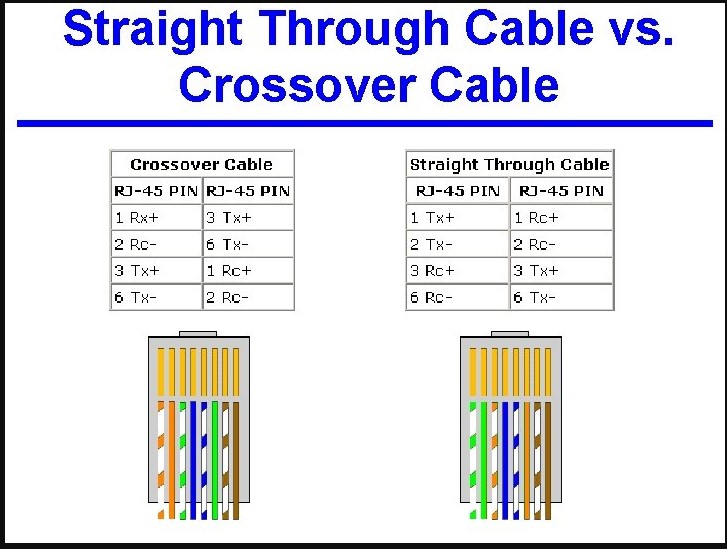 Straight Through Cable vs.
Crossover Cable
Crossover Cable
RJ-45 PIN RJ-45 PIN
1 Rx+ 3 Tx+
2 Rc- 6 Tx-
3 Tx+ 1 Rc+
6 Tx- 2 Rc-
Straight Through Cable
RJ-45 PIN RJ-45 PIN
1 Tx+ 1 Rc+
2 Tx- 2 Rc-
3 Rc+ 3 Tx+
6 Rc- 6 Tx-